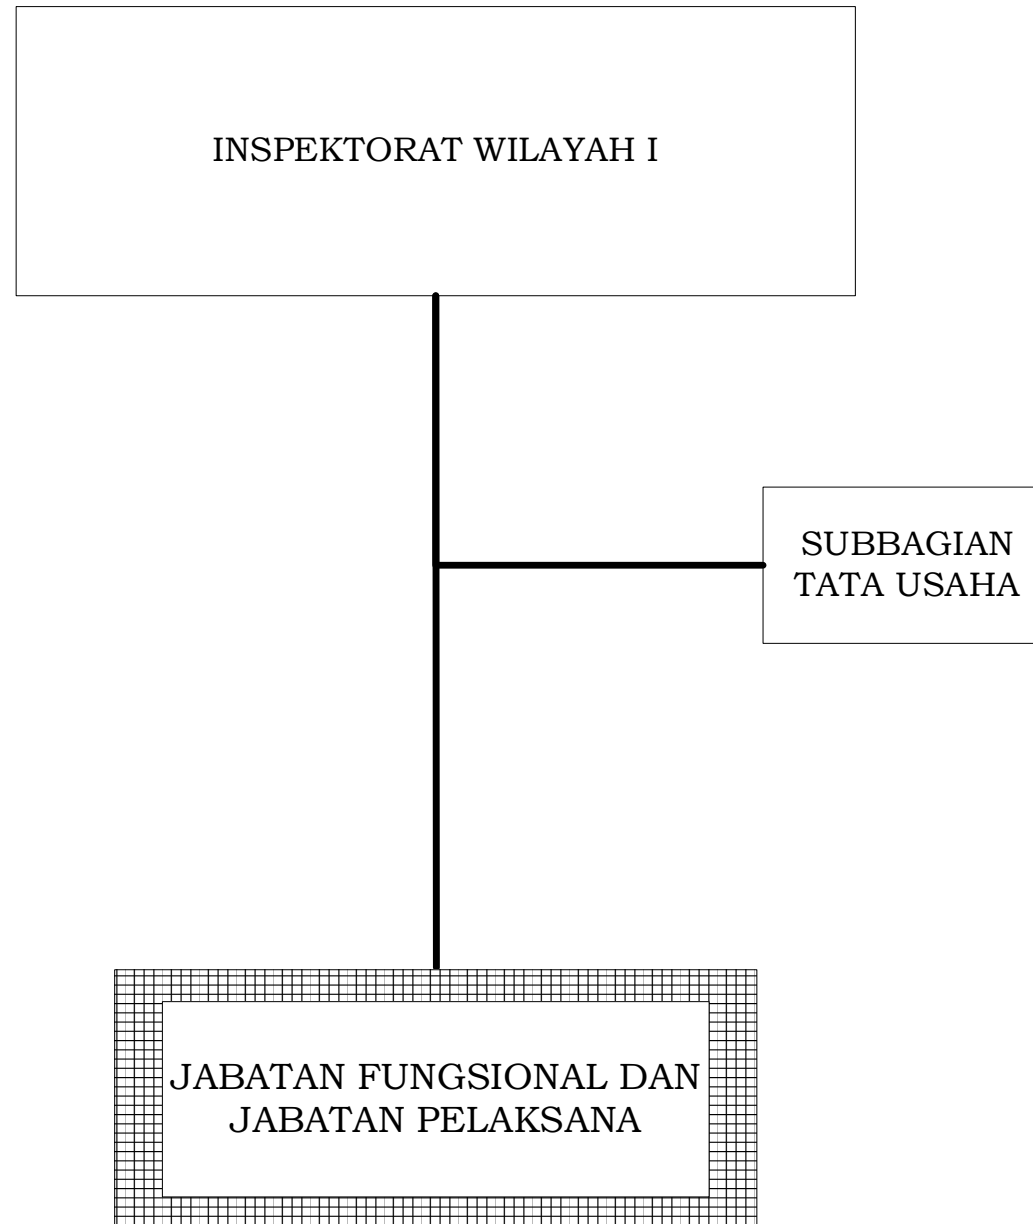 INSPEKTORAT WILAYAH I
SUBBAGIAN
TATA USAHA
JABATAN FUNGSIONAL DAN
JABATAN PELAKSANA